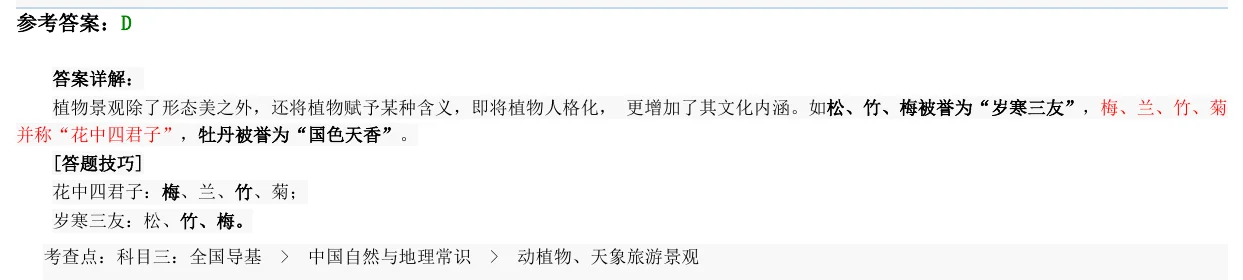 参考答案：D
答案详解：
植物景观除了形态美之外，还将植物赋予某种含义，即将植物人格化， 更增加了其文化内涵。如松、竹、梅被誉为“岁寒三友”，梅、兰、竹、菊
并称“花中四君子”，牡丹被誉为“国色天香”。
[答题技巧]
花中四君子：梅、兰、竹、菊；
岁寒三友：松、竹、梅。
考查点：科目三：全国导基 > 中国自然与地理常识 > 动植物、天象旅游景观